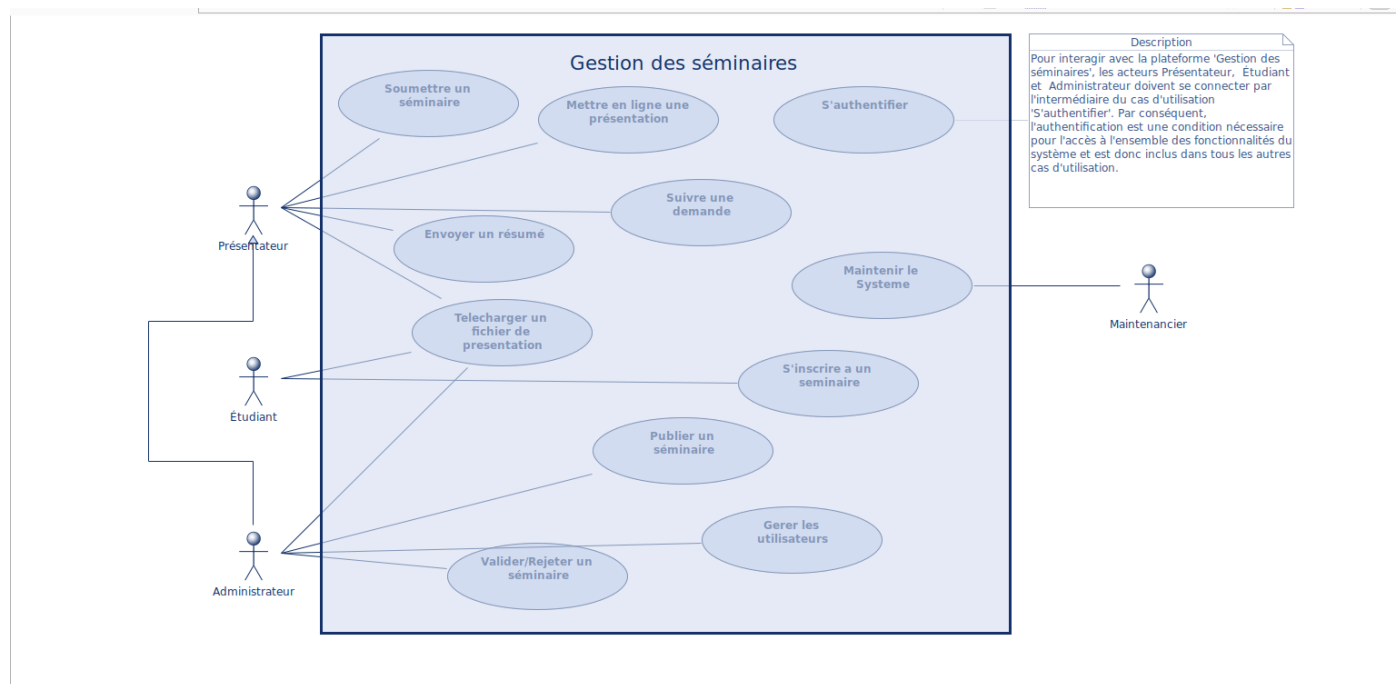 Gestion des séminaires
Soumettre un
séminaire
Mettre en ligne une
présentation
S'authentifier
Suivre une
demande
Envoyer un résumé
Maintenir le
Systeme
Telecharger un
fichier de
presentation
S'inscrire a un
seminaire
Publier un
séminaire
Gerer les
utilisateurs
Valider/Rejeter un
séminaire
Présentateur
Étudiant
Administrateur
Maintenancier
Description
Pour interagir avec la plateforme 'Gestion des
séminaires', les acteurs Présentateur, Étudiant
et Administrateur doivent se connecter par
l'intermédiaire du cas d'utilisation
'S'authentifier'. Par conséquent,
l'authentification est une condition nécessaire
pour l'accès à l'ensemble des fonctionnalités du
système et est donc inclus dans tous les autres
cas d'utilisation.